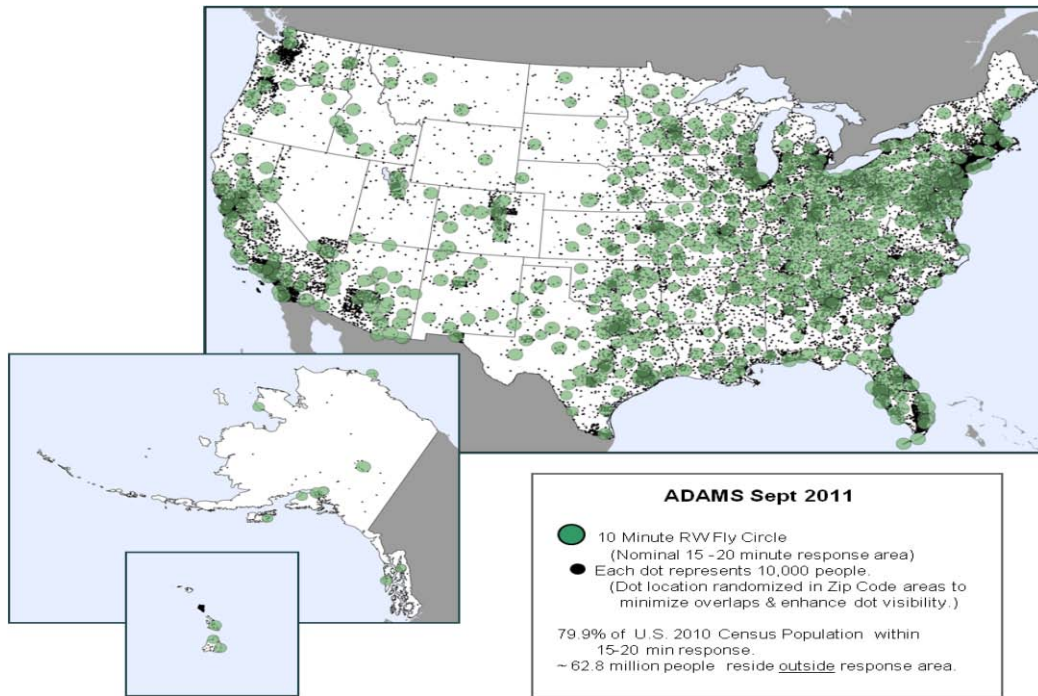 ADAMS Sept 2011
10 Minute RW Fly Circle
(Nominal 15 -20 minute response area)
Each dot represents 10,000 people.
(Dot location randomized in Zip Code areas to
minimize overlaps & enhance dot visibility.)
79.9% of U.S. 2010 Census Population within
15-20 min response.
~ 62.8 million people reside outside response area.